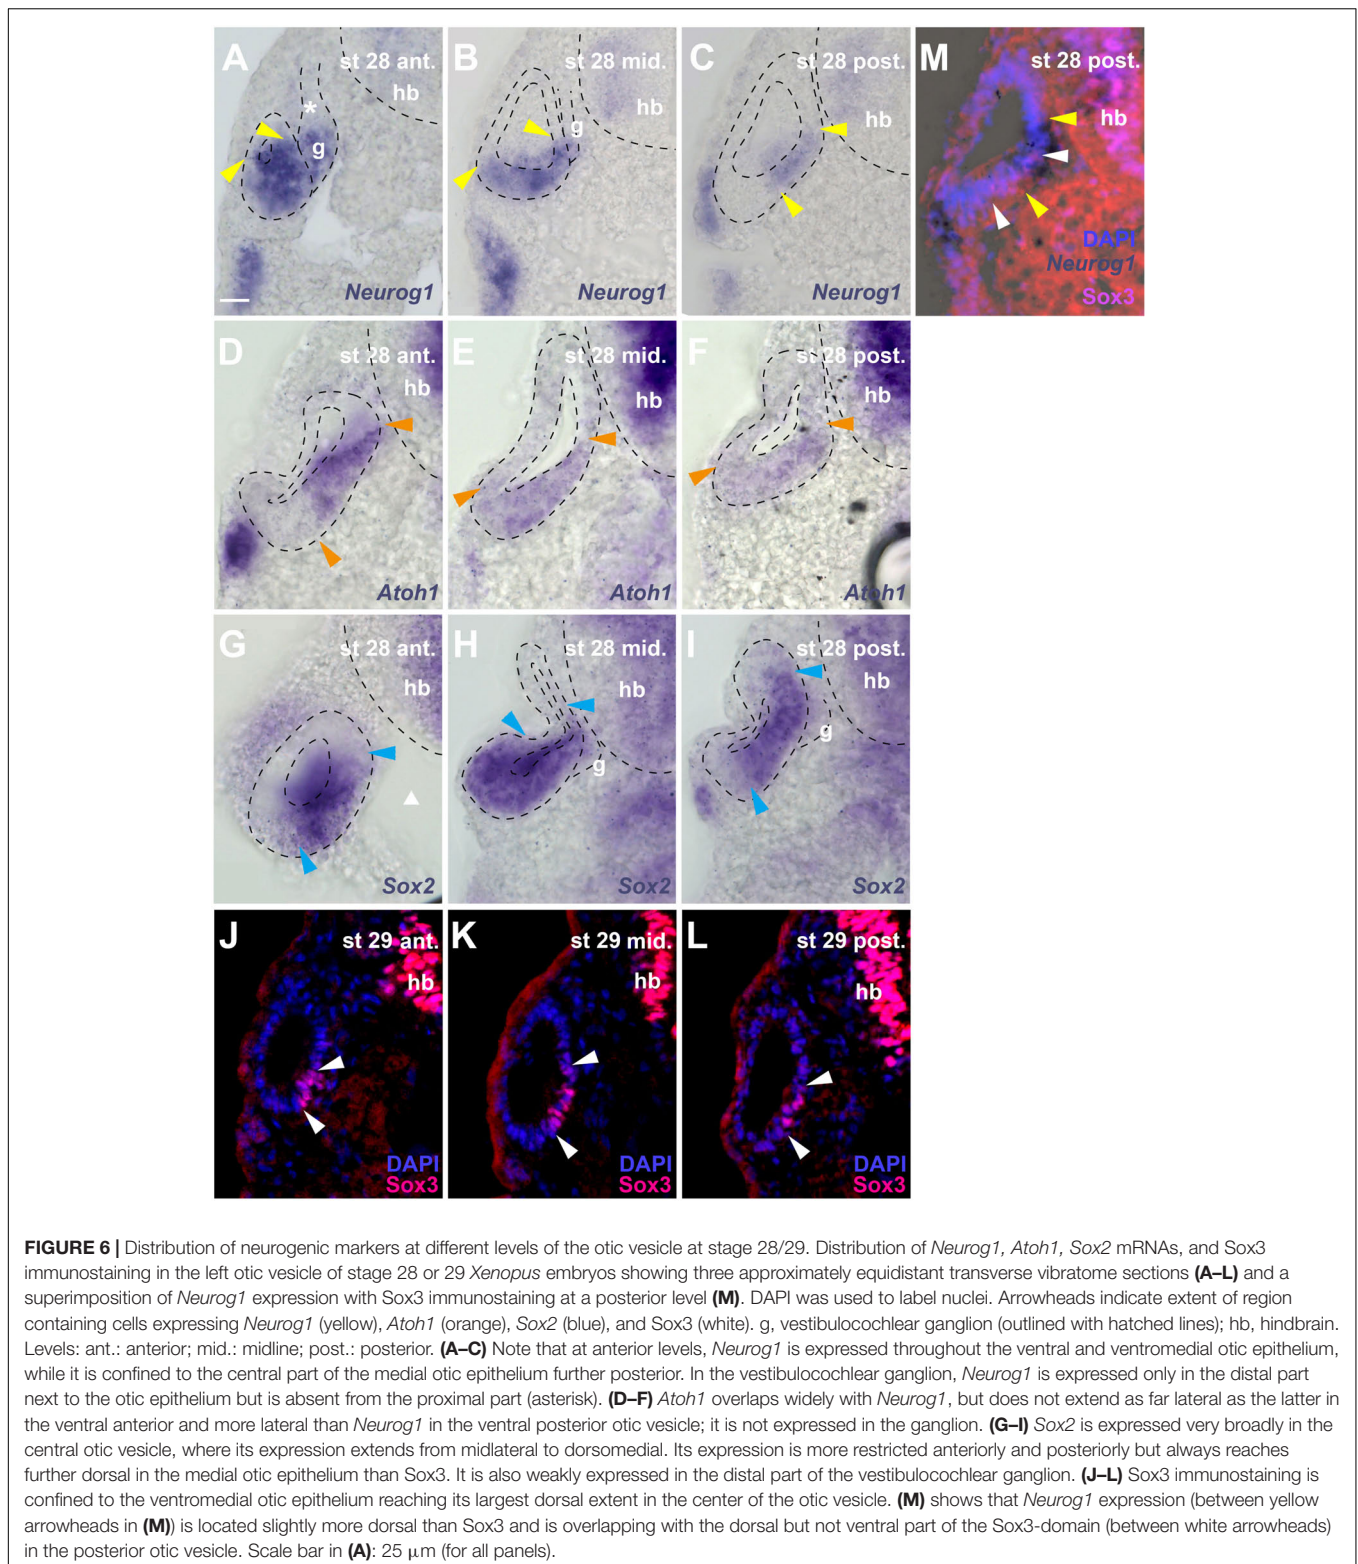 A
st 28 ant.
hb
*
g
Neurog1
B
st 28 mid.
g
Neurog1
C
st 28 post.
hb
Neurog1
M
st 28 post.
hb
DAPI
Neurog1
Sox3
D
st 28 ant.
hb
Atoh1
E
st 28 mid.
hb
Atoh1
F
st 28 post.
hb
Atoh1
G
st 28 ant.
hb
Sox2
H
st 28 mid.
hb
g
Sox2
I
st 28 post.
hb
g
Sox2
J
st 29 ant.
hb
DAPI
Sox3
K
st 29 mid.
hb
DAPI
Sox3
L
st 29 post.
hb
DAPI
Sox3
FIGURE 6 | Distribution of neurogenic markers at different levels of the otic vesicle at stage 28/29. Distribution of Neurog1, Atoh1, Sox2 mRNAs, and Sox3
immunostaining in the left otic vesicle of stage 28 or 29 Xenopus embryos showing three approximately equidistant transverse vibratome sections (A–L) and a
superimposition of Neurog1 expression with Sox3 immunostaining at a posterior level (M). DAPI was used to label nuclei. Arrowheads indicate extent of region
containing cells expressing Neurog1 (yellow), Atoh1 (orange), Sox2 (blue), and Sox3 (white). g, vestibulocochlear ganglion (outlined with hatched lines); hb, hindbrain.
Levels: ant.: anterior; mid.: midline; post.: posterior. (A–C) Note that at anterior levels, Neurog1 is expressed throughout the ventral and ventromedial otic epithelium,
while it is confined to the central part of the medial otic epithelium further posterior. In the vestibulocochlear ganglion, Neurog1 is expressed only in the distal part
next to the otic epithelium but is absent from the proximal part (asterisk). (D–F) Atoh1 overlaps widely with Neurog1, but does not extend as far lateral as the latter in
the ventral anterior and more lateral than Neurog1 in the ventral posterior otic vesicle; it is not expressed in the ganglion. (G–I) Sox2 is expressed very broadly in the
central otic vesicle, where its expression extends from midlateral to dorsomedial. Its expression is more restricted anteriorly and posteriorly but always reaches
further dorsal in the medial otic epithelium than Sox3. It is also weakly expressed in the distal part of the vestibulocochlear ganglion. (J–L) Sox3 immunostaining is
confined to the ventromedial otic epithelium reaching its largest dorsal extent in the center of the otic vesicle. (M) shows that Neurog1 expression (between yellow
arrowheads in (M)) is located slightly more dorsal than Sox3 and is overlapping with the dorsal but not ventral part of the Sox3-domain (between white arrowheads)
in the posterior otic vesicle. Scale bar in (A): 25 μm (for all panels).